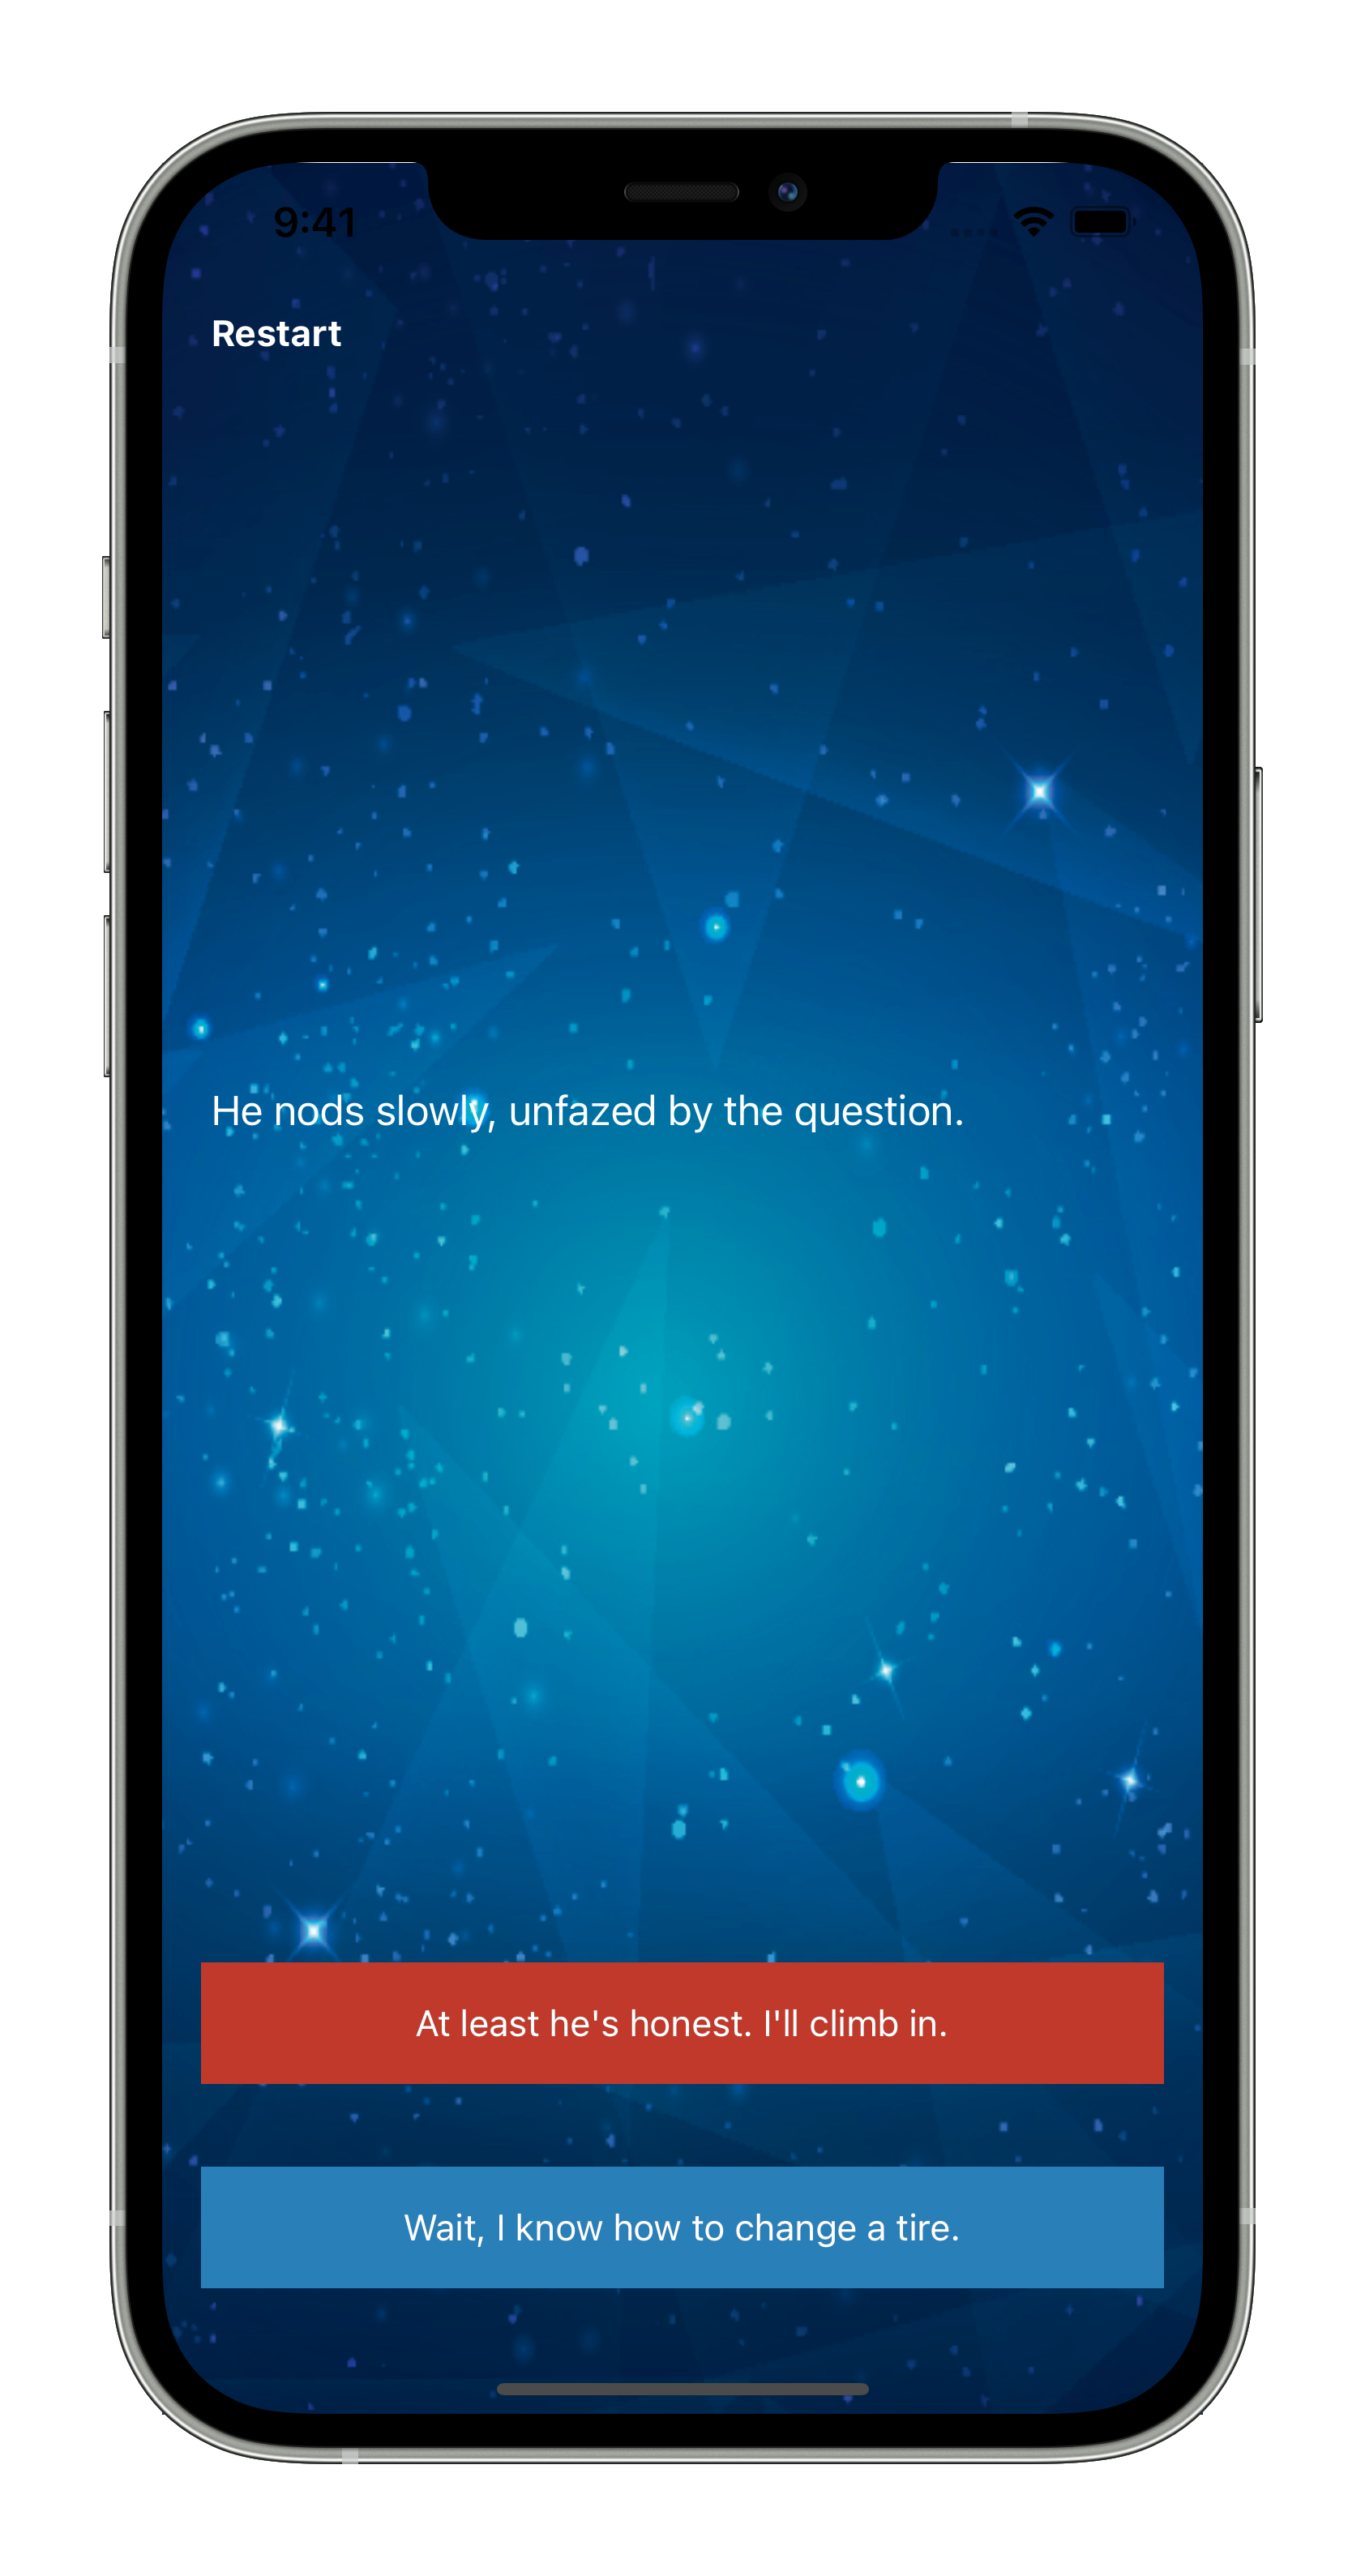 9:41
Restart
He nods slowly, unfazed by the question.
At least he's honest. I'll climb in.
Wait, I know how to change a tire.